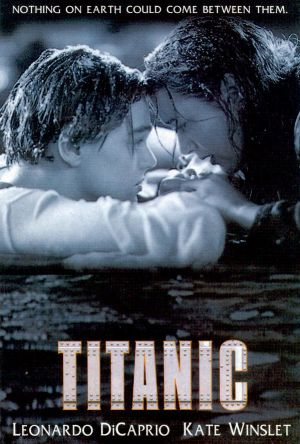 NOTHING ON EARTH COULD COME BETWEEN THEM.
TITANIC
LEONARDO DICAPRIO KATE WINSLET